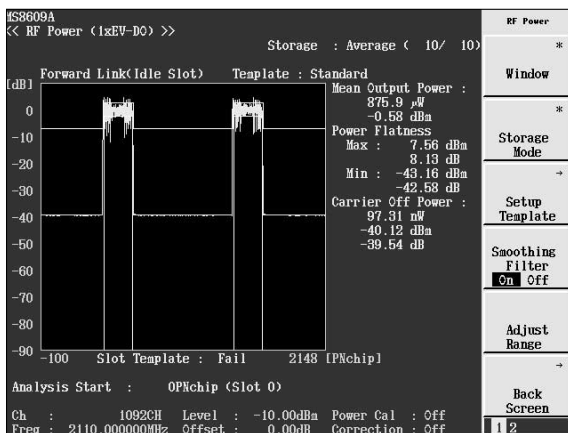 MS8609A
<< RF Power (1xEV-DO) >>
Storage : Average ( 10/ 10)
Forward Link(Idle Slot) Template : Standard
[dB]
0
-10
-20
-30
-40
-50
-60
-70
-80
-90
-100 Slot Template : Fail 2148 [PNchip]
Mean Output Power :
875.9 µW
-0.58 dBm
Power Flatness
Max : 7.56 dBm
8.13 dB
Min : -43.16 dBm
-42.58 dB
Carrier Off Power :
97.31 nW
-40.12 dBm
-39.54 dB
Analysis Start : 0PNchip (Slot 0)
Ch : 1092CH Level : -10.00dBm Power Cal : Off
Freq : 2110.000000MHz Offset : 0.00dB Correction : Off
RF Power
*
Window
*
Storage
Mode
→
Setup
Template
Smoothing
Filter
On Off
Adjust
Range
→
Back
Screen
1 2